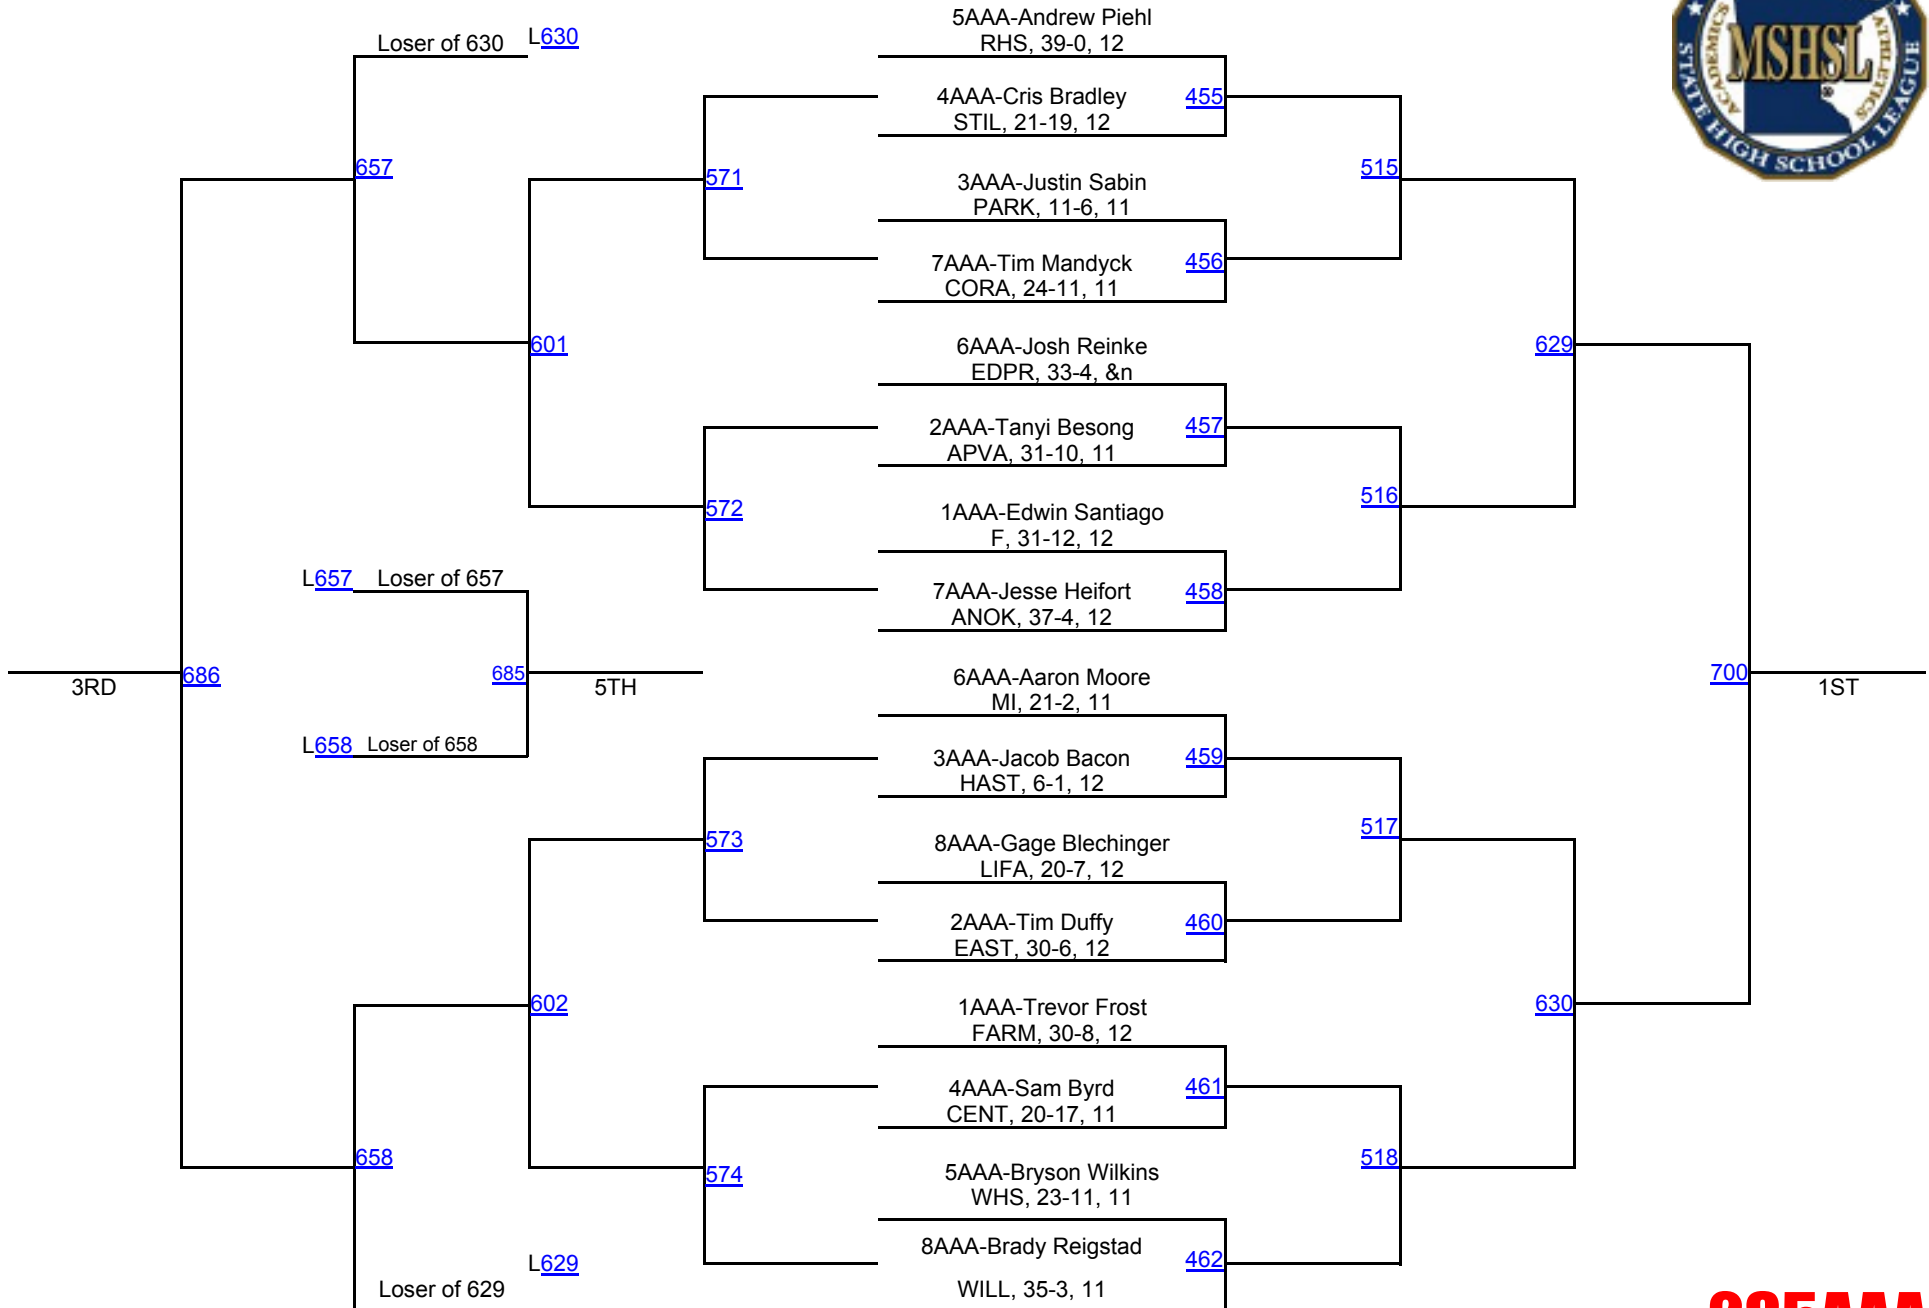 5AAA-Andrew Piehl
RHS, 39-0, 12
Loser of 630 L630
4AAA-Cris Bradley 455
STIL, 21-19, 12
ACADEMICS MSHSL ATHLETICS
®
STATE HIGH SCHOOL LEAGUE
657
571
515
3AAA-Justin Sabin
PARK, 11-6, 11
7AAA-Tim Mandyck 456
CORA, 24-11, 11
601
629
6AAA-Josh Reinke
EDPR, 33-4, &n
2AAA-Tanyi Besong 457
APVA, 31-10, 11
572
516
1AAA-Edwin Santiago
F, 31-12, 12
L657 Loser of 657
7AAA-Jesse Heifort 458
ANOK, 37-4, 12
686
3RD
685
5TH
6AAA-Aaron Moore
MI, 21-2, 11
700
1ST
L658 Loser of 658
3AAA-Jacob Bacon 459
HAST, 6-1, 12
573
517
8AAA-Gage Blechinger
LIFA, 20-7, 12
2AAA-Tim Duffy 460
EAST, 30-6, 12
602
630
1AAA-Trevor Frost
FARM, 30-8, 12
4AAA-Sam Byrd 461
CENT, 20-17, 11
658
574
518
5AAA-Bryson Wilkins
WHS, 23-11, 11
8AAA-Brady Reigstad 462
WILL, 35-3, 11
L629
Loser of 629